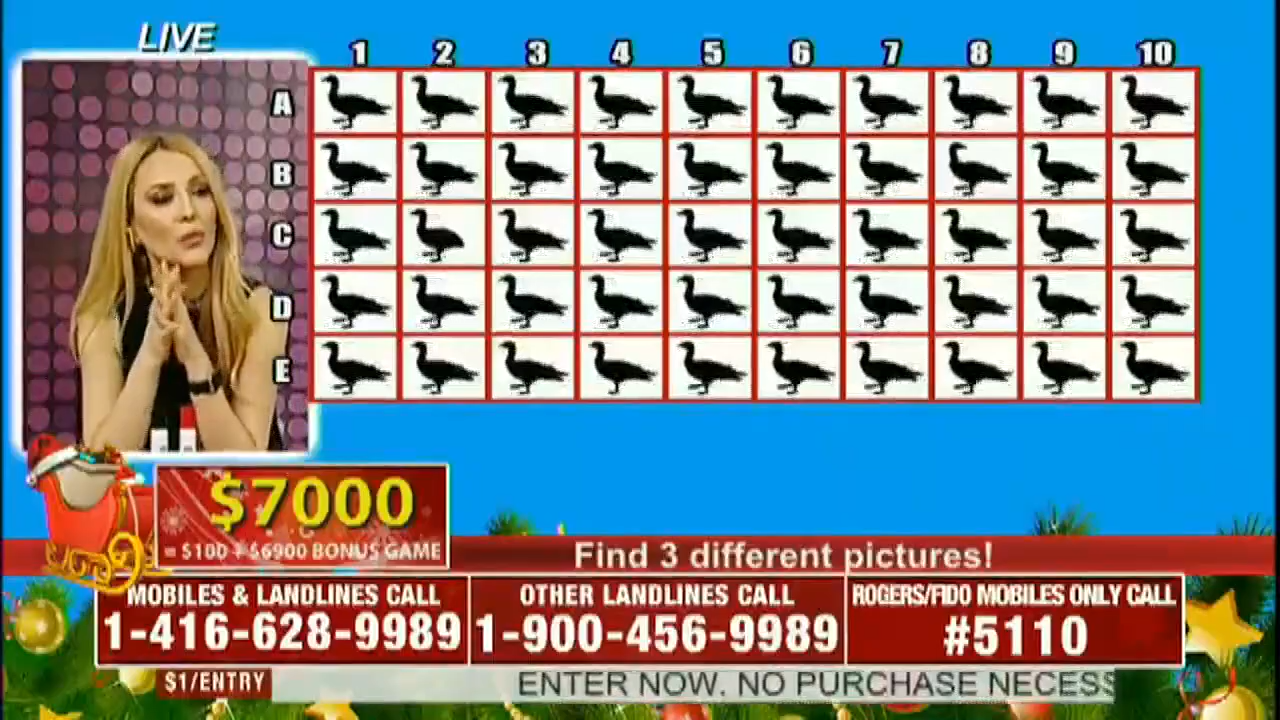 LIVE
1 2 3 4 5 6 7 8 9 10
A
B
C
D
E
$7000
= $100 + $6900 BONUS GAME
Find 3 different pictures!
MOBILES & LANDLINES CALL
1-416-628-9989
OTHER LANDLINES CALL
1-900-456-9989
ROGERS/FIDO MOBILES ONLY CALL
#5110
$1/ENTRY
ENTER NOW. NO PURCHASE NECESS